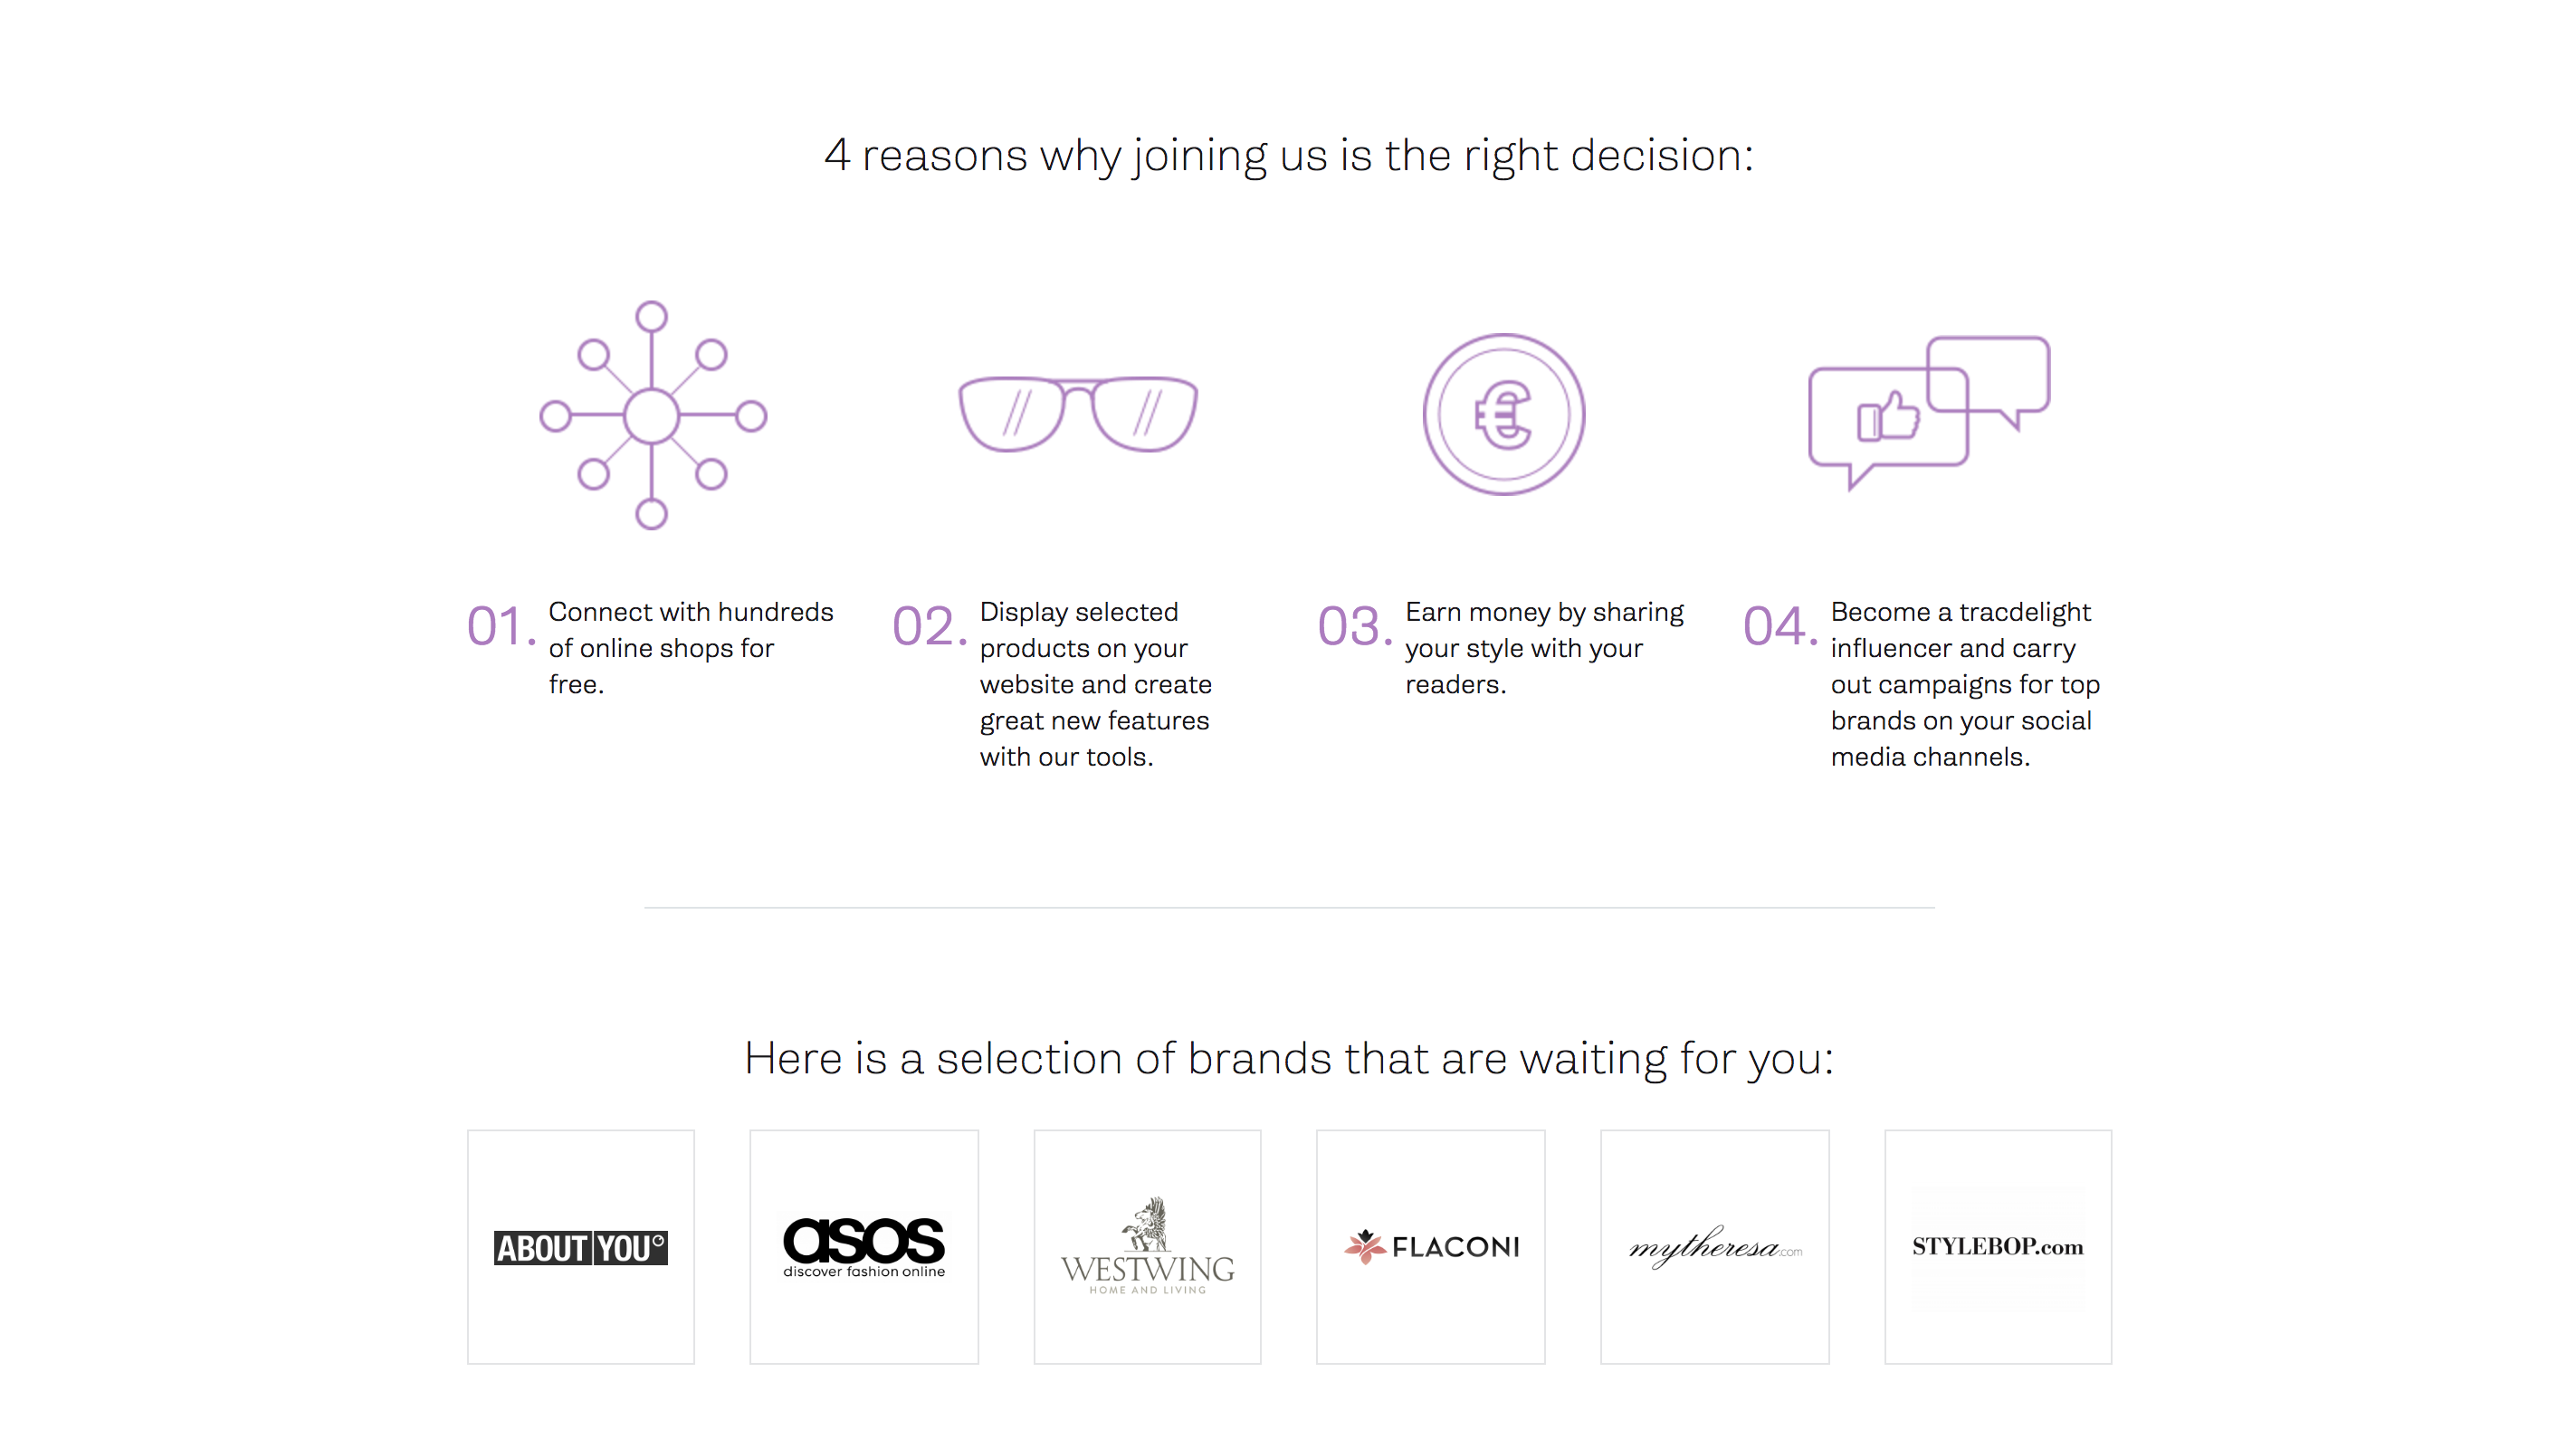 4 reasons why joining us is the right decision:
€
01.
Connect with hundreds
of online shops for
free.
02.
Display selected
products on your
website and create
great new features
with our tools.
03.
Earn money by sharing
your style with your
readers.
04.
Become a tracdelight
influencer and carry
out campaigns for top
brands on your social
media channels.
Here is a selection of brands that are waiting for you:
ABOUT YOU
asos
discover fashion online
WESTWING
HOME AND LIVING
FLACONI
mytheresa.com
STYLEBOP.com